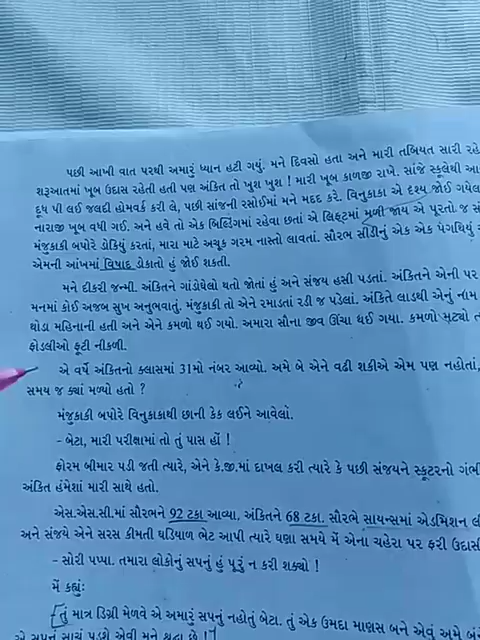 પછી આખી વાત પરથી અમારું ધ્યાન હટી ગયું. મને દિવસો હતા અને મારી તબિયત સારી રહે
શરૂઆતમાં ખૂબ ઉદાસ રહેતી હતી પણ અંકિત તો ખુશ ખુશ ! મારી ખૂબ કાળજી રાખે. સાંજે સ્કૂલેથી આ
દૂધ પી લઈ જલદી હોમવર્ક કરી લે, પછી સાંજની રસોઈમાં મને મદદ કરે. વિનુકાકા એ દૃશ્ય જોઈ ગયેલ
નારાજી ખૂબ વધી ગઈ. અને હવે તો એક બિલ્ડિંગમાં રહેવા છતાં એ લિફ્ટમાં મળી જાય એ પૂરતો જ સં
મંજુકાકી બપોરે ડોકિયું કરતાં, મારા માટે અચૂક ગરમ નાસ્તો લાવતાં. સૌરભ સીડીનું એક એક પગથિયું
એમની આંખમાં વિષાદ ડોકાતો હું જોઈ શકતી.
મને દીકરી જન્મી. અંકિતને ગાંડોઘેલો થતો જોતાં હું અને સંજય હસી પડતાં. અંકિતને એની પર
મનમાં કોઈ અજબ સુખ અનુભવાતું. મંજુકાકી તો એને રમાડતાં રડી જ પડેલાં. અંકિતે લાડથી એનું નામ
થોડા મહિનાની હતી અને એને કમળો થઈ ગયો. અમારા સૌના જીવ ઊંચા થઈ ગયા. કમળો મટ્યો ત
ફોડલીઓ ફૂટી નીકળી.
એ વર્ષે અંકિતનો ક્લાસમાં 31મો નંબર આવ્યો. અમે બે એને વઢી શકીએ એમ પણ નહોતાં,
સમય જ ક્યાં મળ્યો હતો ?
મંજુકાકી બપોરે વિનુકાકાથી છાની કેક લઈને આવેલાં.
- બેટા, મારી પરીક્ષામાં તો તું પાસ હોં !
ફોરમ બીમાર પડી જતી ત્યારે, એને કે.જી.માં દાખલ કરી ત્યારે કે પછી સંજયને સ્કૂટરનો ગંભી
અંકિત હંમેશાં મારી સાથે હતો.
એસ.એસ.સી.માં સૌરભને 92 ટકા આવ્યા, અંકિતને 68 ટકા. સૌરભે સાયન્સમાં એડમિશન લી
અને સંજયે એને સરસ કીમતી ઘડિયાળ ભેટ આપી ત્યારે ઘણા સમયે મેં એના ચહેરા પર ફરી ઉદાસી
- સોરી પપ્પા. તમારા લોકોનું સપનું હું પૂરું ન કરી શક્યો !
મેં કહ્યું:
તું માત્ર ડિગ્રી મેળવે એ અમારું સપનું નહોતું બેટા. તું એક ઉમદા માણસ બને એવું અમે બં
એ સપનું સાચું પડશે એવી મને શ્રદ્ધા છે !